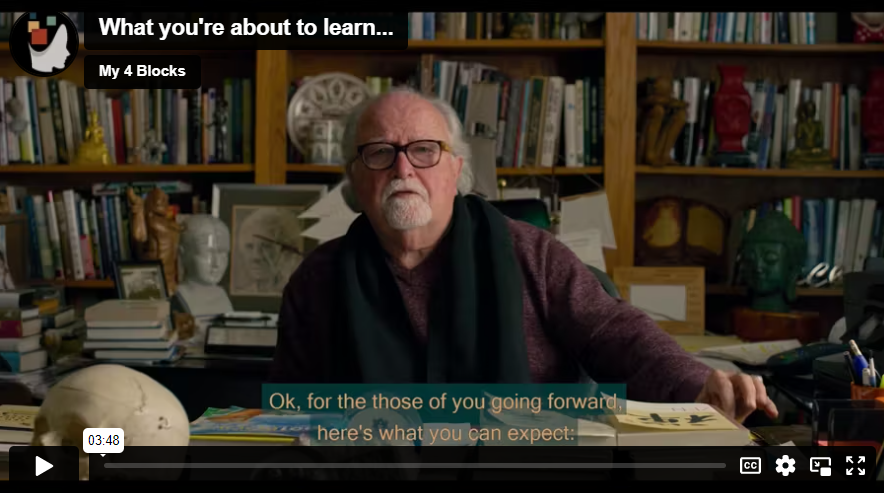 What you're about to learn...
My 4 Blocks
Ok, for the those of you going forward,
here's what you can expect:
03:48
CC